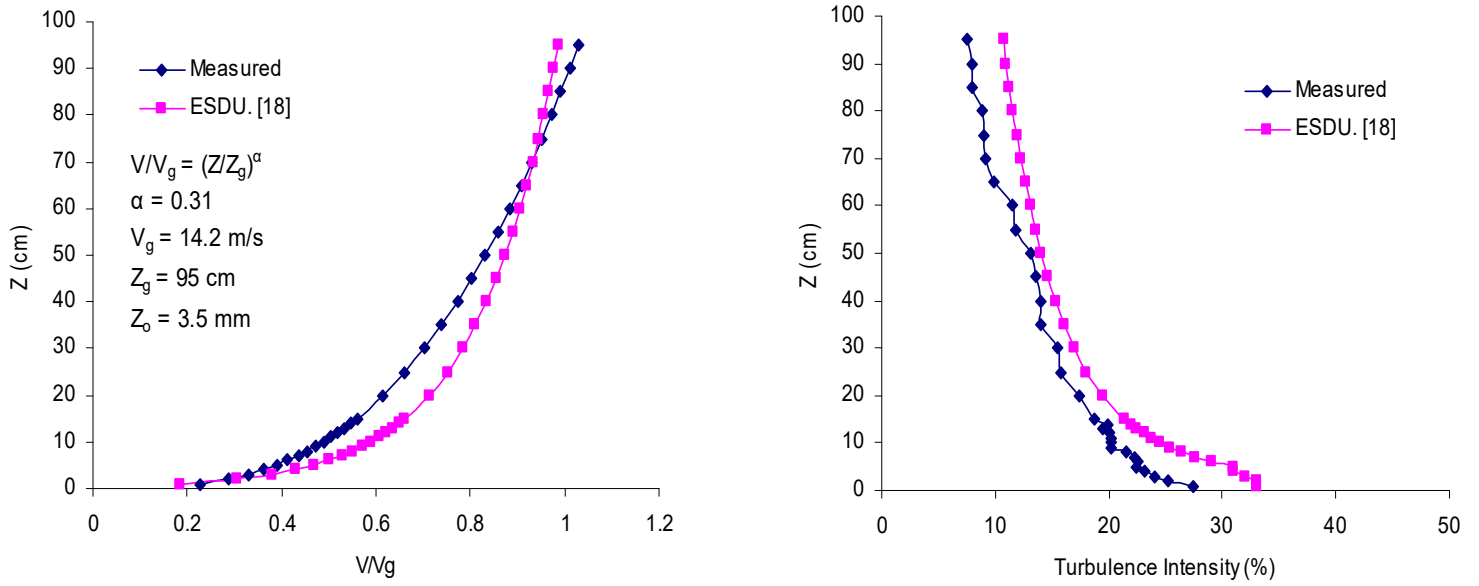 100
90
80
70
60
50
40
30
20
10
0
Z (cm)
Measured
ESDU. [18]
V/Vg = (Z/Zg)α
α = 0.31
Vg = 14.2 m/s
Zg = 95 cm
Zo = 3.5 mm
0 0.2 0.4 0.6 0.8 1 1.2
V/Vg
100
90
80
70
60
50
40
30
20
10
0
Z (cm)
Measured
ESDU. [18]
0 10 20 30 40 50
Turbulence Intensity (%)